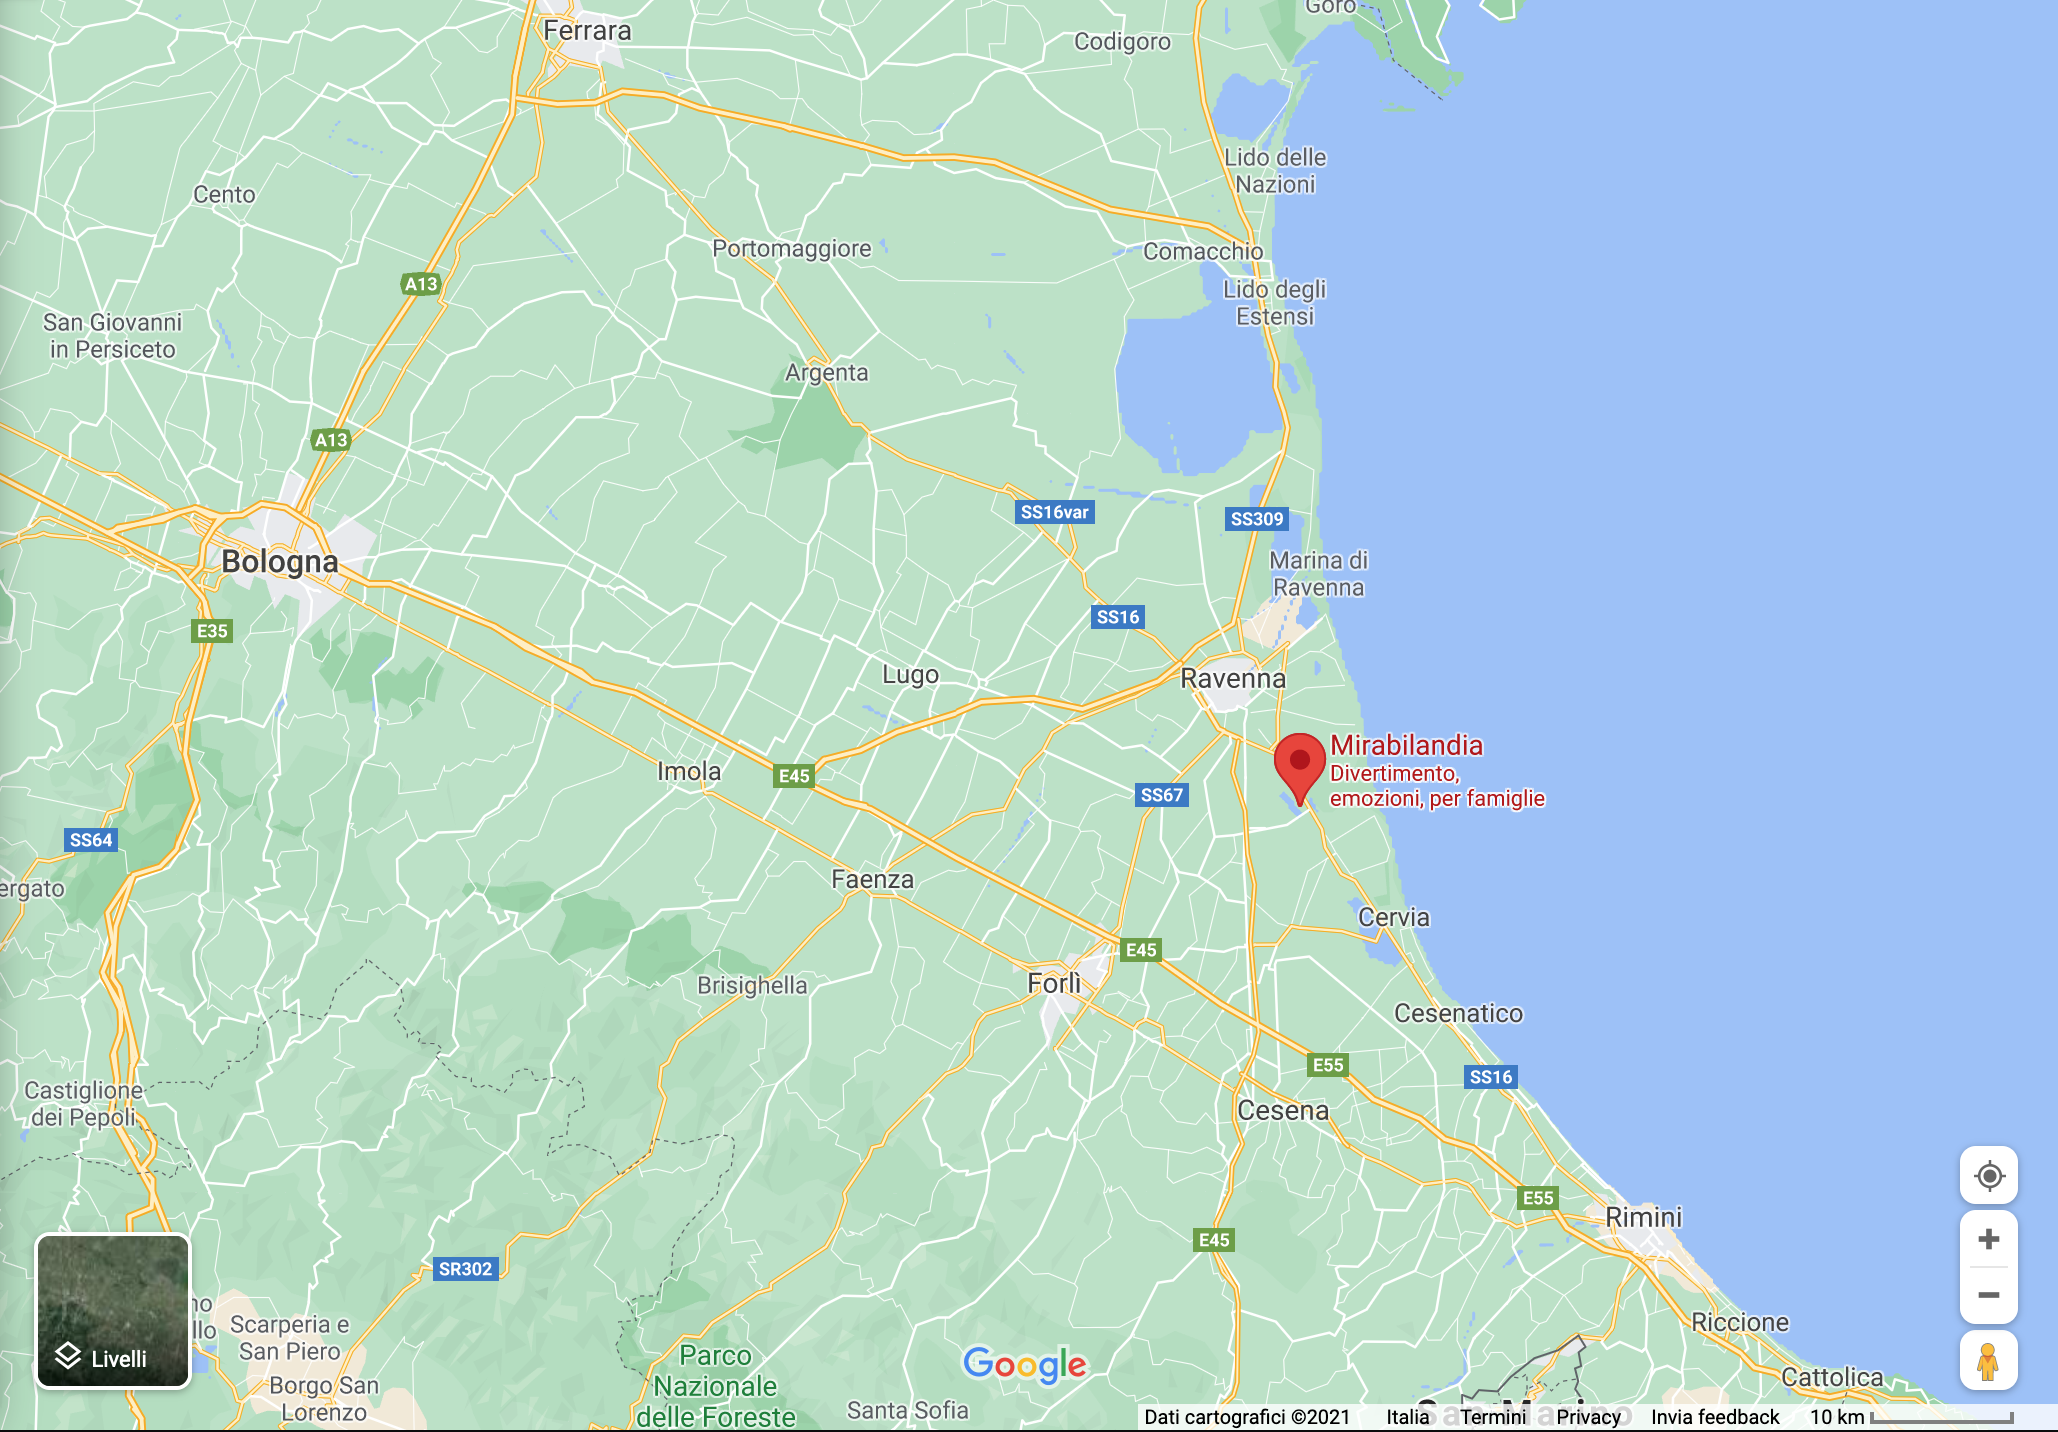 Goro
Ferrara
Codigoro
Lido delle
Nazioni
Cento
Portomaggiore
Comacchio
A13
Lido degli
Estensi
San Giovanni
in Persiceto
Argenta
A13
SS16var
SS309
Bologna
Marina di
Ravenna
SS16
E35
Lugo
Ravenna
Mirabilandia
Divertimento,
emozioni, per famiglie
Imola
E45
SS67
SS64
Faenza
ergato
Cervia
E45
Forlì
Brisighella
Cesenatico
E55
SS16
Castiglione
dei Pepoli
Cesena
E55
Rimini
E45
SR302
no
llo
Scarperia e
San Piero
Riccione
Livelli
Parco
Nazionale
delle Foreste
Google
Borgo San
Lorenzo
Cattolica
Santa Sofia
San Marino
Dati cartografici ©2021 Italia Termini Privacy Invia feedback 10 km